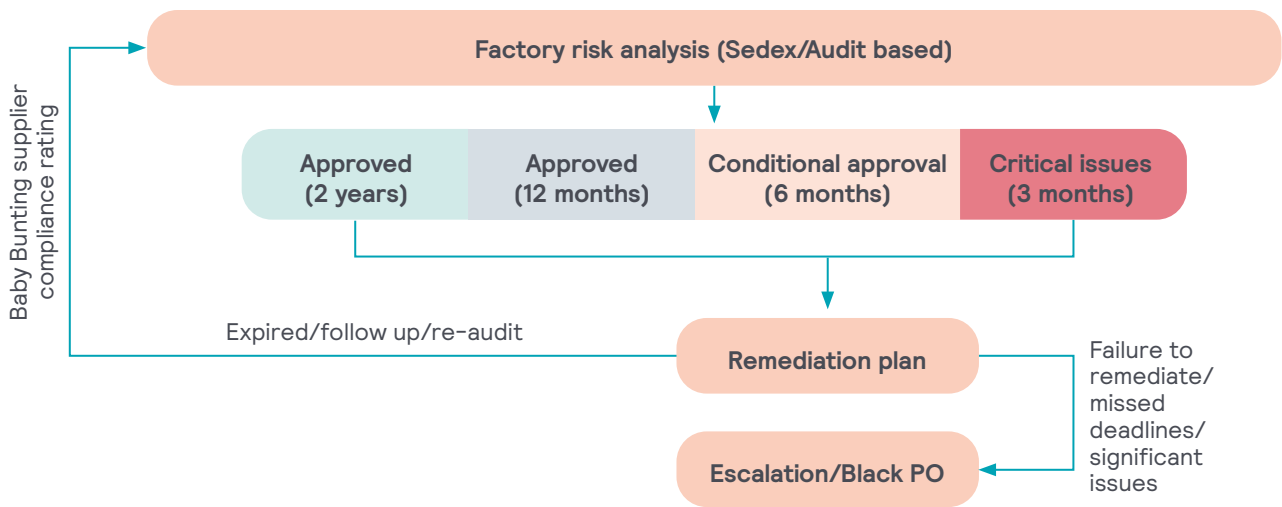 Factory risk analysis (Sedex/Audit based)
Baby Bunting supplier
compliance rating
Approved
(2 years)
Approved
(12 months)
Conditional approval
(6 months)
Critical issues
(3 months)
Expired/follow up/re-audit
Remediation plan
Failure to
remediate/
missed
deadlines/
significant
issues
Escalation/Black PO